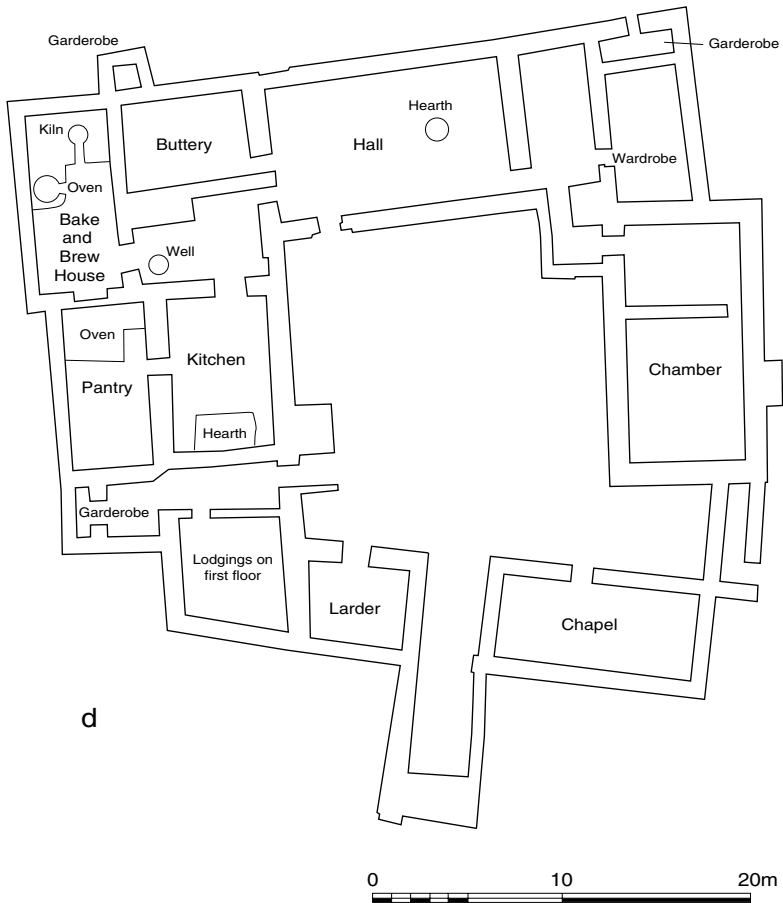 Garderobe
Garderobe
Kiln
Hearth
Buttery
Hall
Wardrobe
Oven
Bake
and
Brew
House
Well
Oven
Kitchen
Chamber
Pantry
Hearth
Garderobe
Lodgings on
first floor
Larder
Chapel
d
0 10 20m